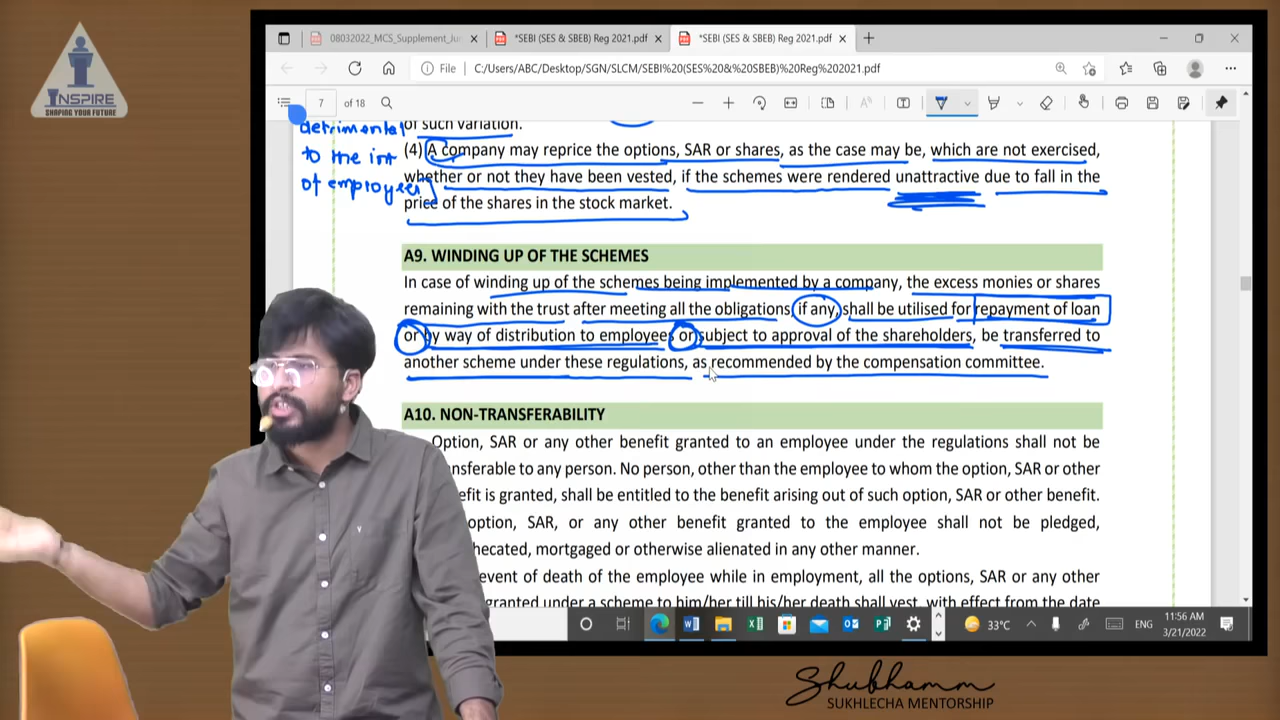 INSPIRE
SHAPING YOUR FUTURE
08032022_MCS_Supplement_Ju
*SEBI (SES & SBEB) Reg 2021.pdf
*SEBI (SES & SBEB) Reg 2021.pdf
File
C:/Users/ABC/Desktop/SGN/SLCM/SEBI%20(SES%20&%20SBEB)%20Reg%202021.pdf
7 of 18
detrimental
to the int
of employees]
of such variation.
(4) A company may reprice the options, SAR or shares, as the case may be, which are not exercised,
whether or not they have been vested, if the schemes were rendered unattractive due to fall in the
price of the shares in the stock market.
A9. WINDING UP OF THE SCHEMES
In case of winding up of the schemes being implemented by a company, the excess monies or shares
remaining with the trust after meeting all the obligations, if any, shall be utilised for repayment of loan
or by way of distribution to employees or subject to approval of the shareholders, be transferred to
another scheme under these regulations, as recommended by the compensation committee.
A10. NON-TRANSFERABILITY
Option, SAR or any other benefit granted to an employee under the regulations shall not be
to any person. No person, other than the employee to whom the option, SAR or other
is granted, shall be entitled to the benefit arising out of such option, SAR or other benefit.
option, SAR, or any other benefit granted to the employee shall not be pledged,
mortgaged or otherwise alienated in any other manner.
event of death of the employee while in employment, all the options, SAR or any other
granted under a scheme to him/her till his/her death shall vest, with effect from the date
33°C
ENG
11:56 AM
3/21/2022
Shubhamm
SUKHLECHA MENTORSHIP